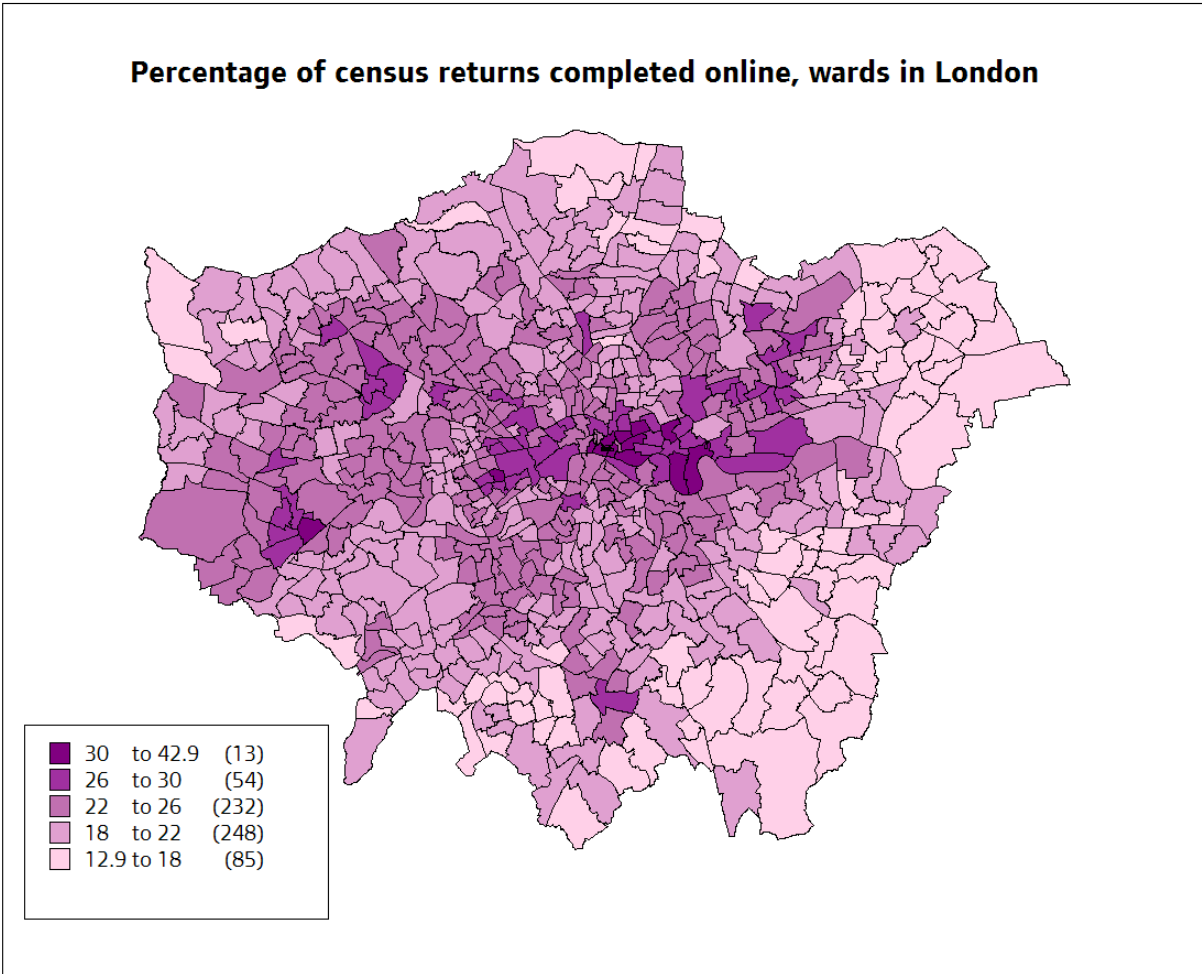 Percentage of census returns completed online, wards in London
30 to 42.9 (13)
26 to 30 (54)
22 to 26 (232)
18 to 22 (248)
12.9 to 18 (85)